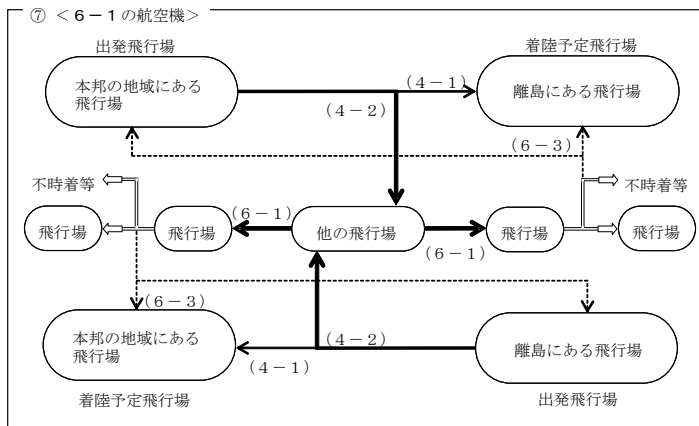 ⑦ ＜６－１の航空機＞
出発飛行場
着陸予定飛行場
本邦の地域にある
飛行場
（４－１）
離島にある飛行場
（４－２）
（６－３）
不時着等
不時着等
（６－１）
飛行場
飛行場
他の飛行場
飛行場
飛行場
（６－１）
（６－３）
本邦の地域にある
飛行場
（４－２）
離島にある飛行場
（４－１）
着陸予定飛行場
出発飛行場